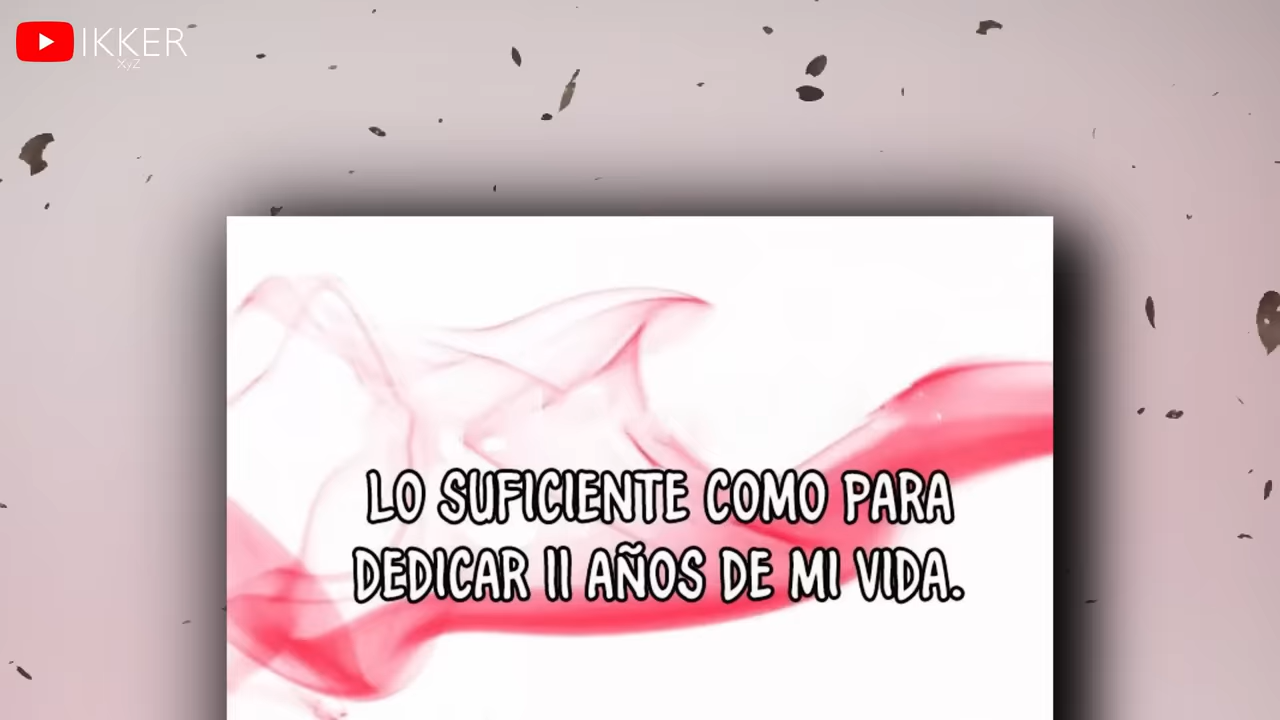 IKKER
XyZ
LO SUFICIENTE COMO PARA
DEDICAR 11 AÑOS DE MI VIDA.